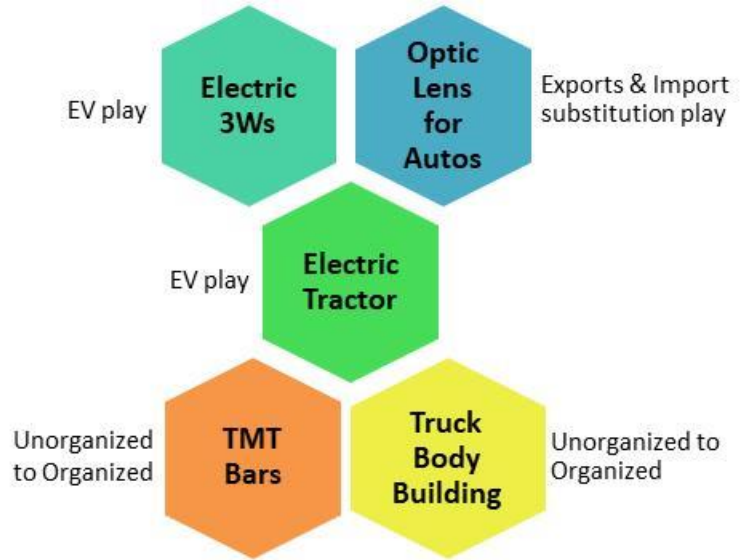 EV play
Electric
3Ws
Optic
Lens
for
Autos
Exports & Import
substitution play
EV play
Electric
Tractor
Unorganized
to Organized
TMT
Bars
Truck
Body
Building
Unorganized to
Organized